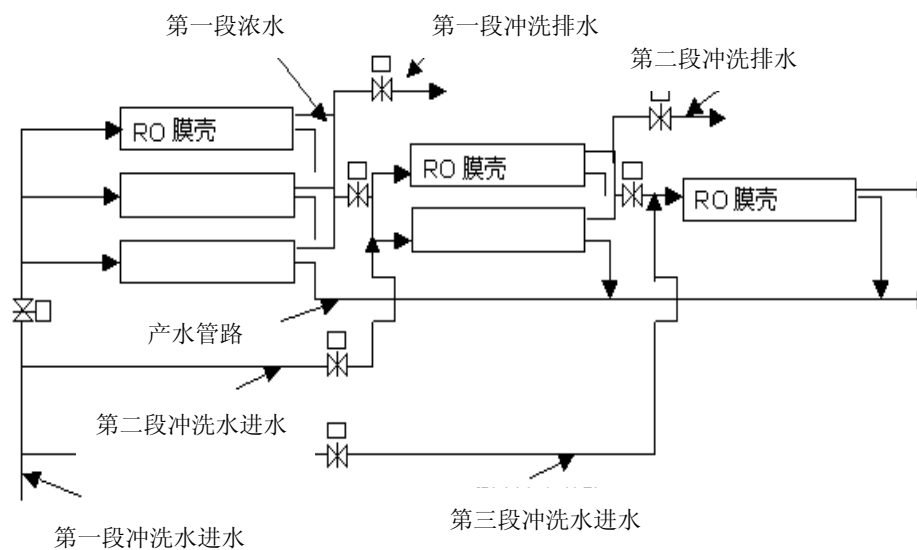 第一段浓水
第一段冲洗排水
第二段冲洗排水
RO 膜壳
RO 膜壳
RO 膜壳
产水管路
第二段冲洗水进水
第三段冲洗水进水
第一段冲洗水进水